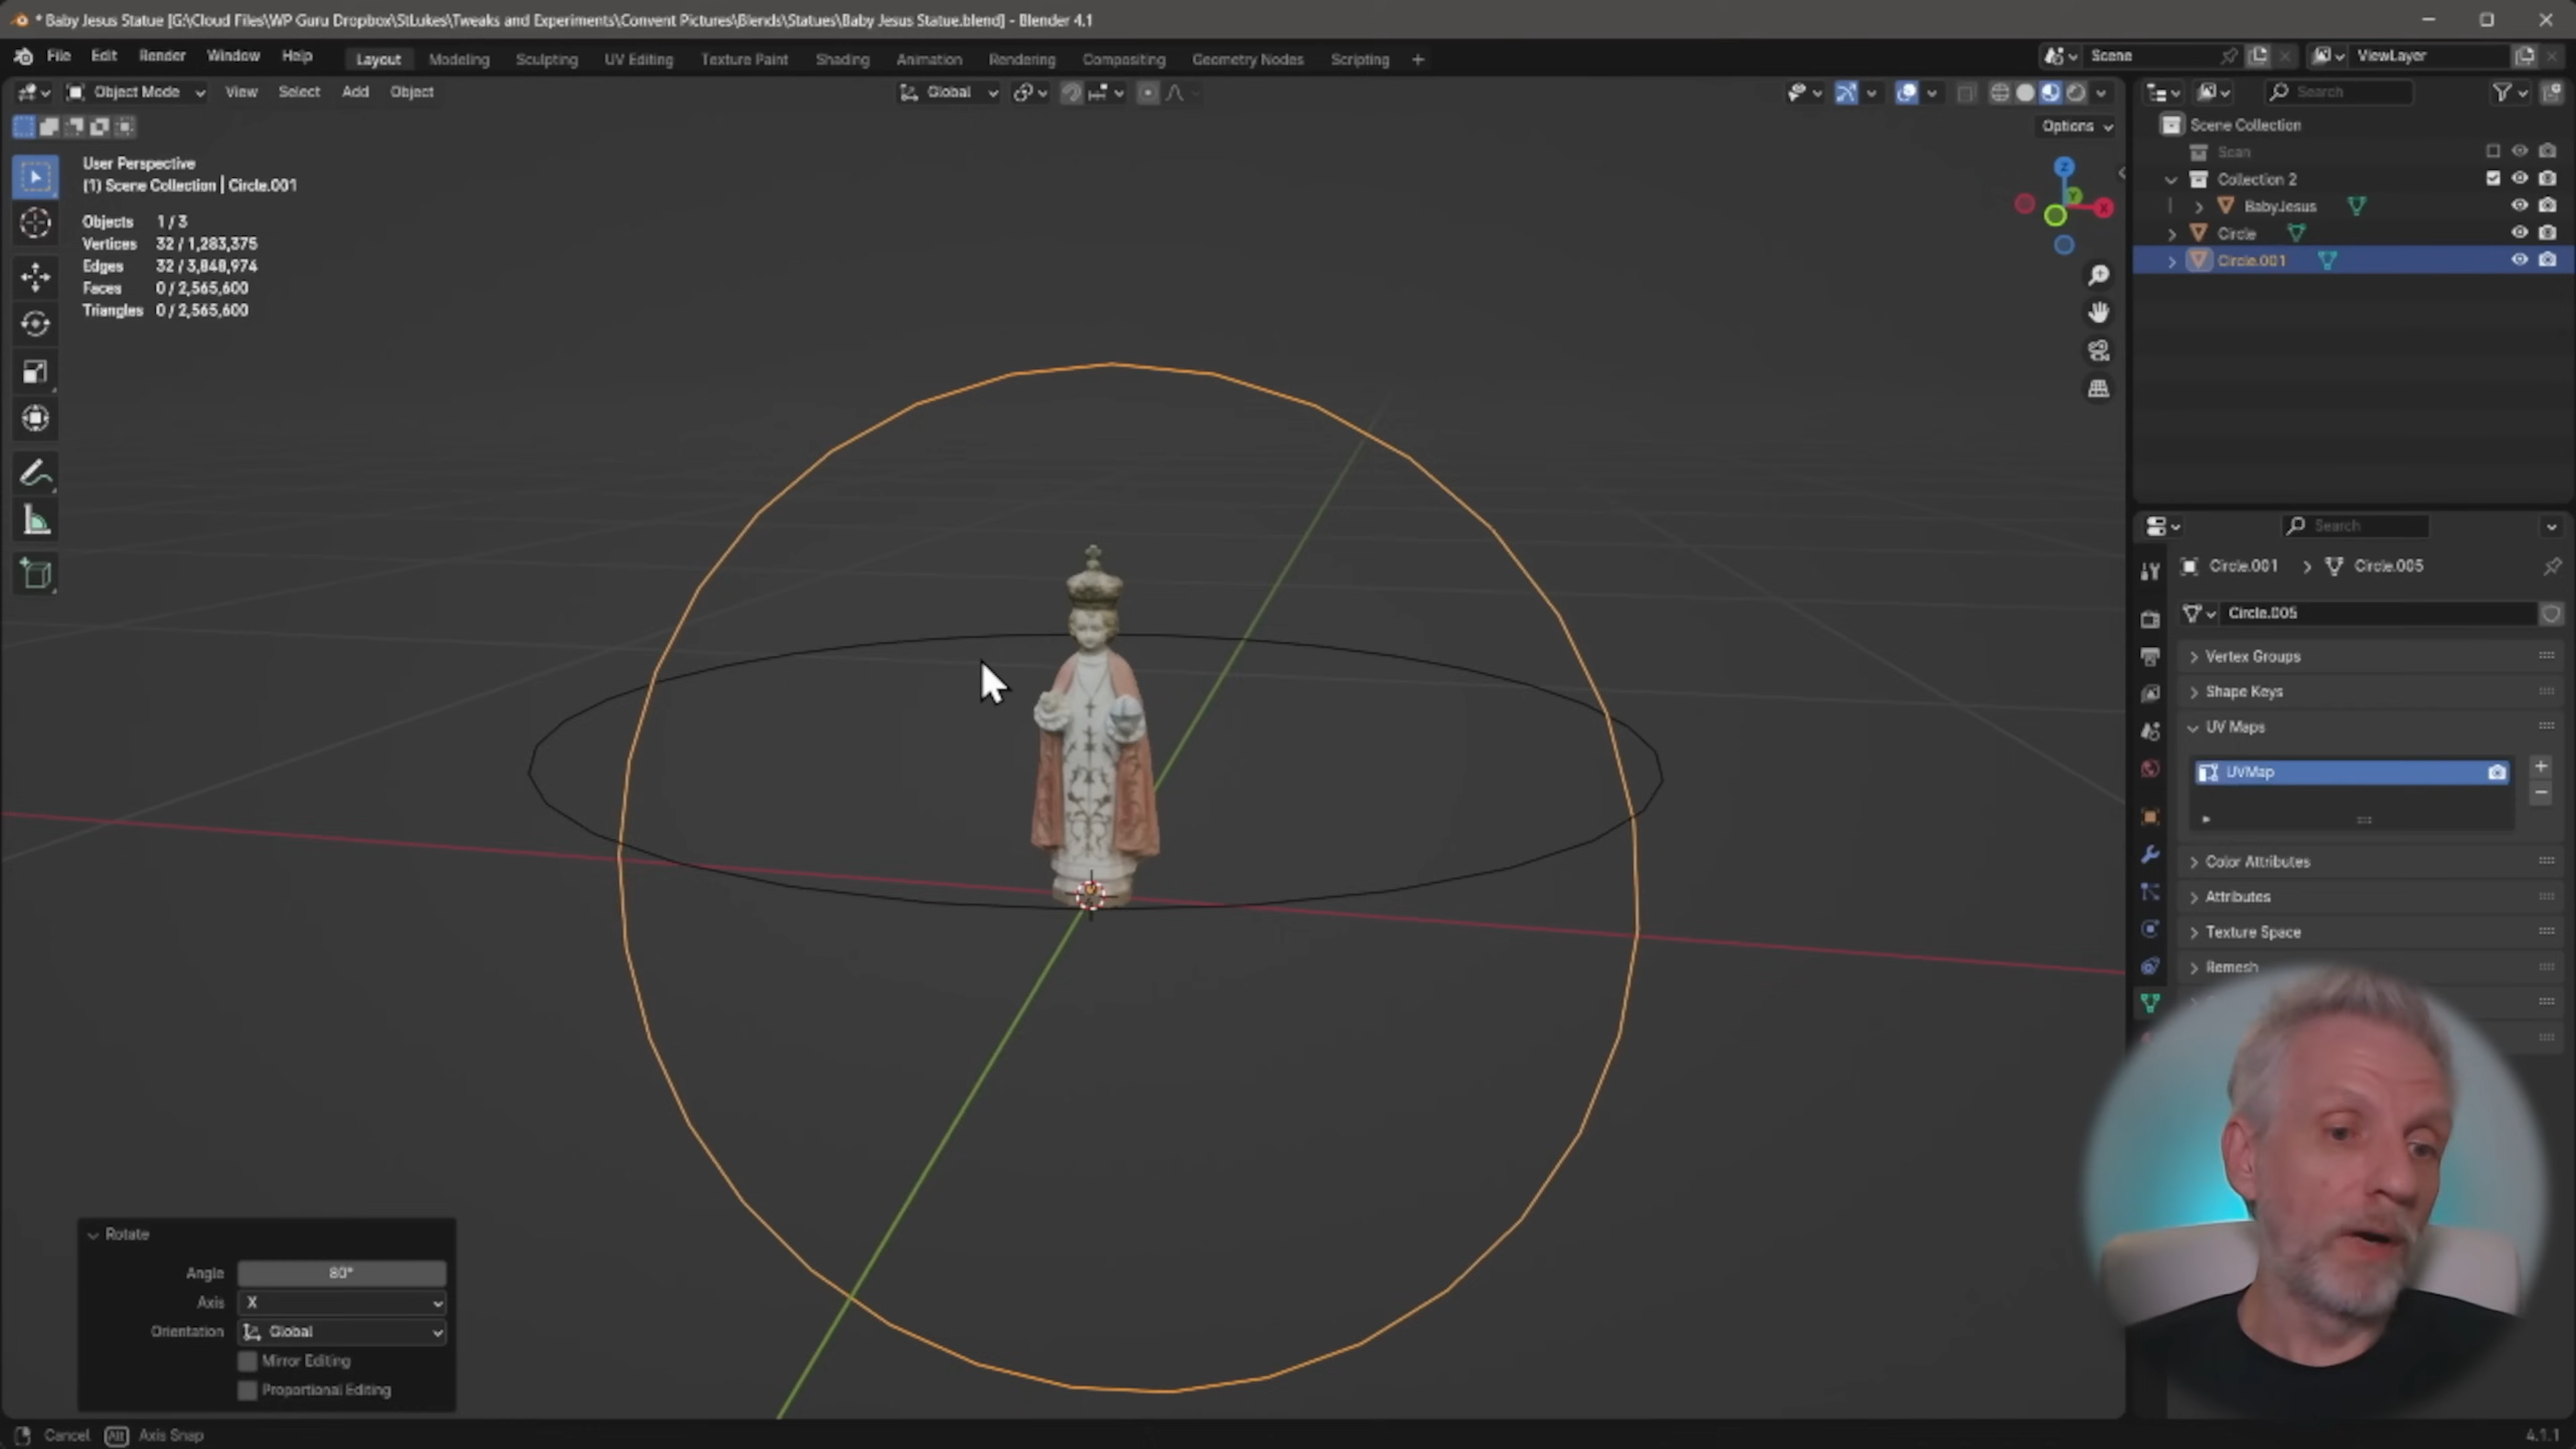 * Baby Jesus Statue [G:\Cloud Files\WP Guru Dropbox\StLukes\Tweaks and Experiments\Convent Pictures\Blends\Statues\Baby Jesus Statue.blend] - Blender 4.1
File Edit Render Window Help Layout Modeling Sculpting UV Editing Texture Paint Shading Animation Rendering Compositing Geometry Nodes Scripting + Scene ViewLayer
Object Mode View Select Add Object Global Search
Options
Scene Collection
Scan
Collection 2
BabyJesus
Circle
Circle.001
User Perspective
(1) Scene Collection | Circle.001
Objects 1 / 3
Vertices 32 / 1,283,375
Edges 32 / 3,848,974
Faces 0 / 2,565,600
Triangles 0 / 2,565,600
Z
Y
X
Search
Circle.001 > Circle.005
Circle.005
Vertex Groups
Shape Keys
UV Maps
UVMap
Color Attributes
Attributes
Texture Space
Remesh
Rotate
Angle 80°
Axis X
Orientation Global
Mirror Editing
Proportional Editing
Cancel Alt Axis Snap 4.1.1